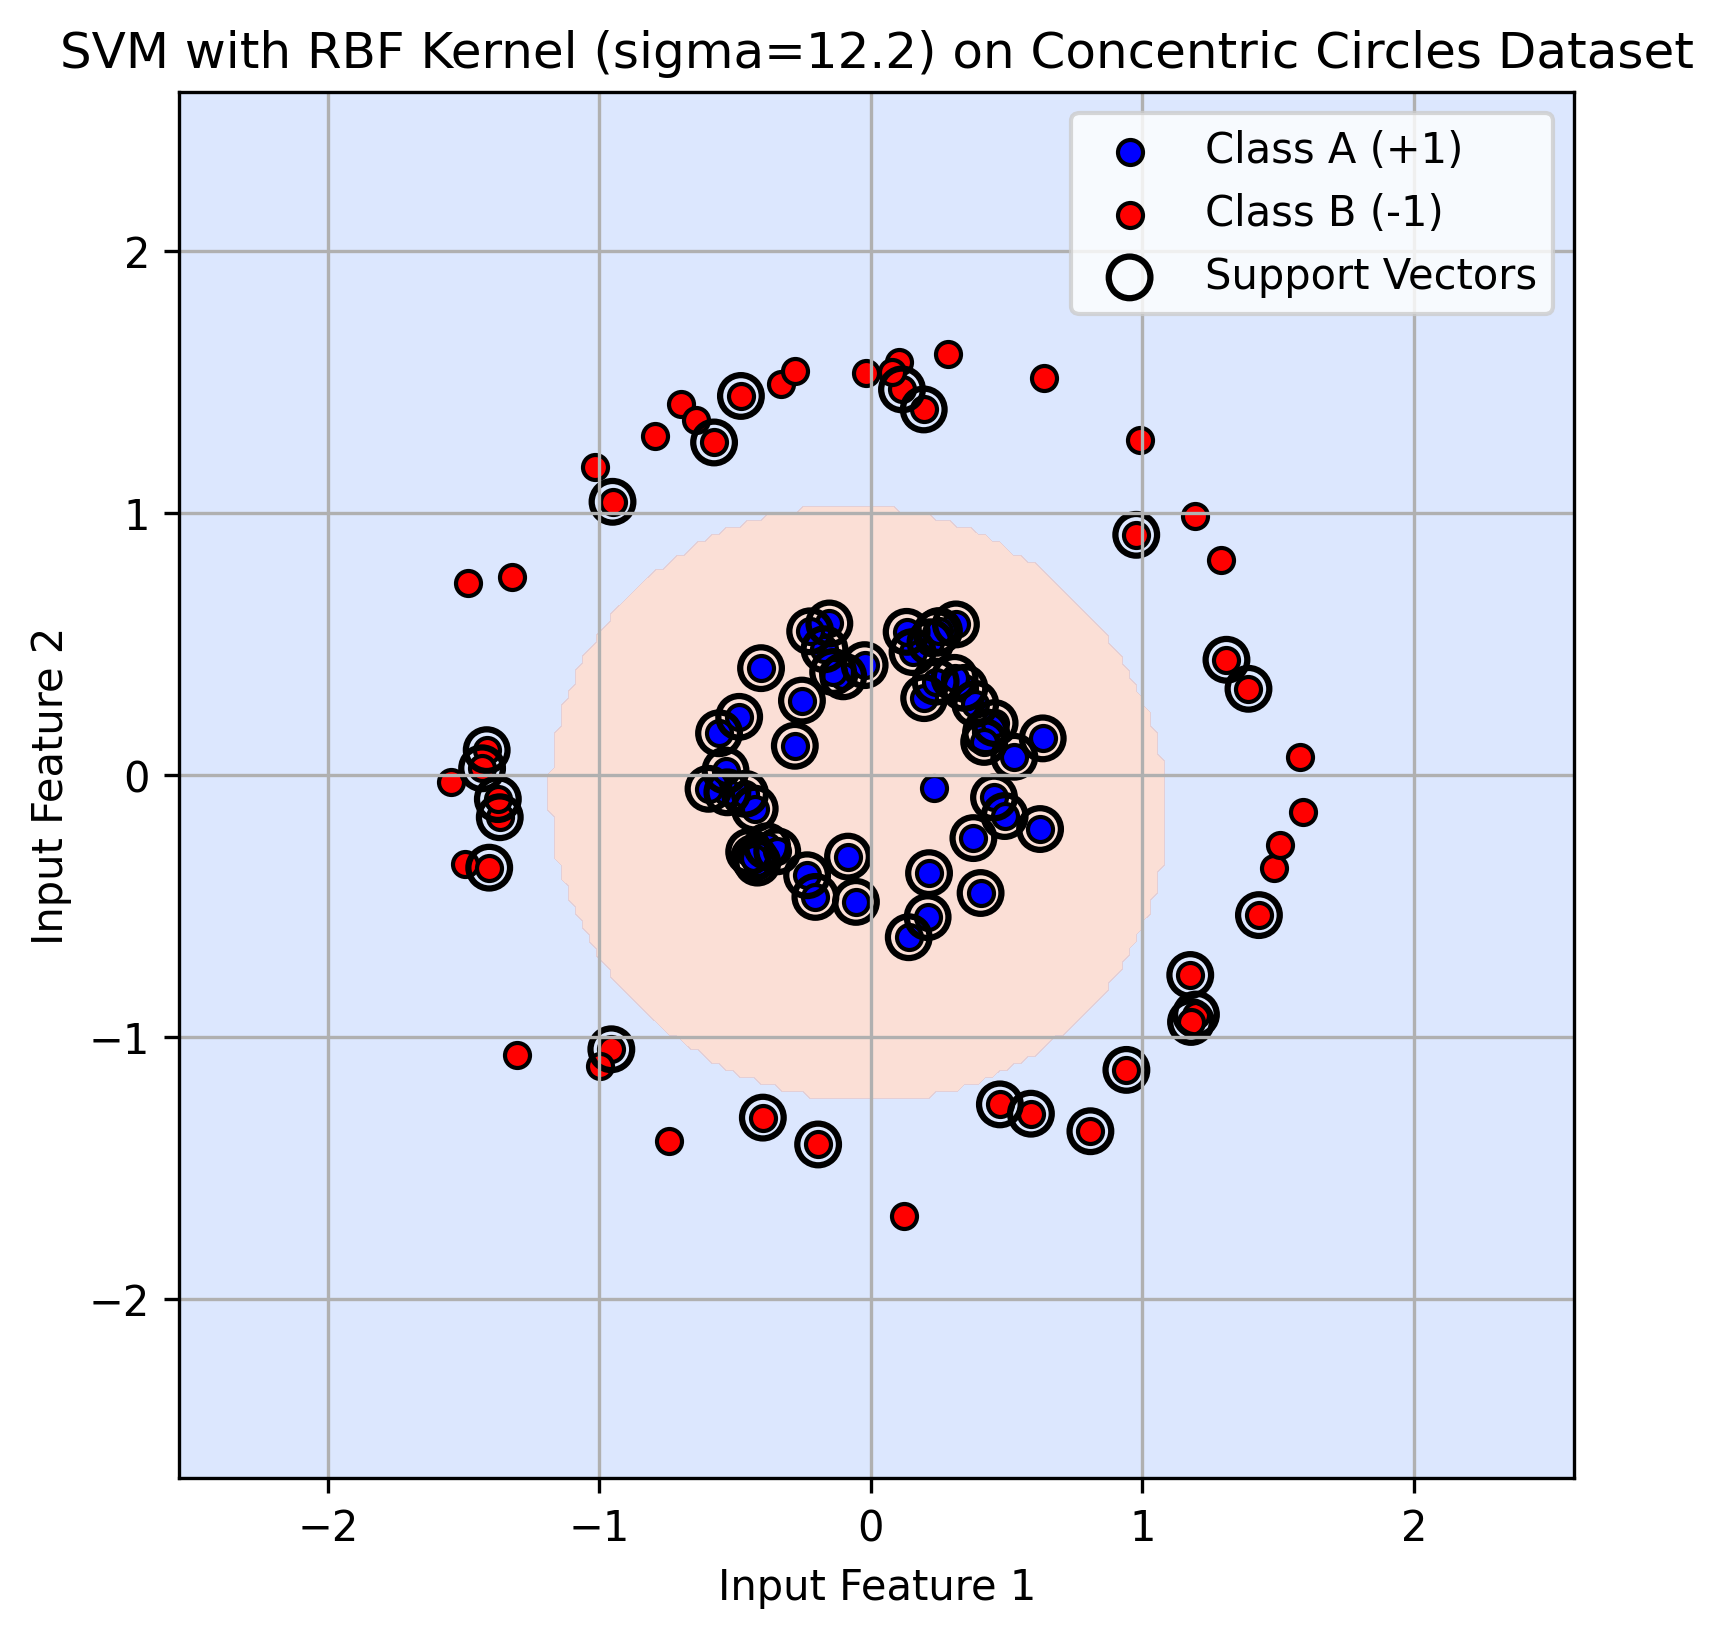 SVM with RBF Kernel (sigma=12.2) on Concentric Circles Dataset
Class A (+1)
Class B (-1)
Support Vectors
2
1
0
−1
−2
Input Feature 2
−2
−1
0
1
2
Input Feature 1